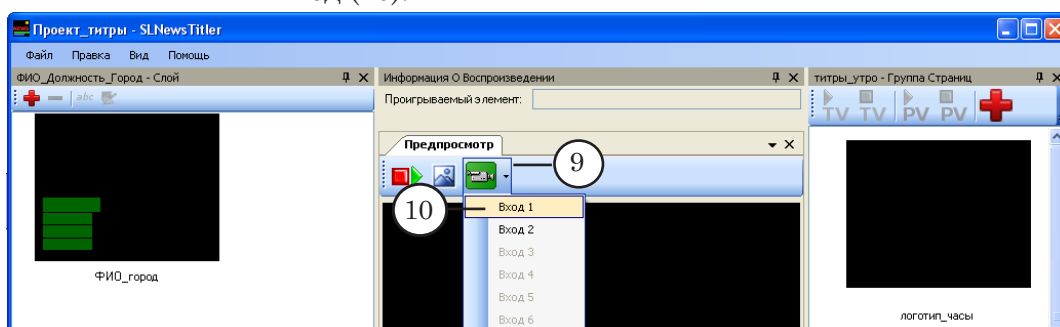 Проект_титры - SLNewsTitler
Файл Правка Вид Помощь
ФИО_Должность_Город - Слой
abc
ФИО_город
Информация О Воспроизведении
Проигрываемый элемент:
Предпросмотр
9
10
Вход 1
Вход 2
Вход 3
Вход 4
Вход 5
Вход 6
титры_утро - Группа Страниц
TV TV PV PV
логотип_часы